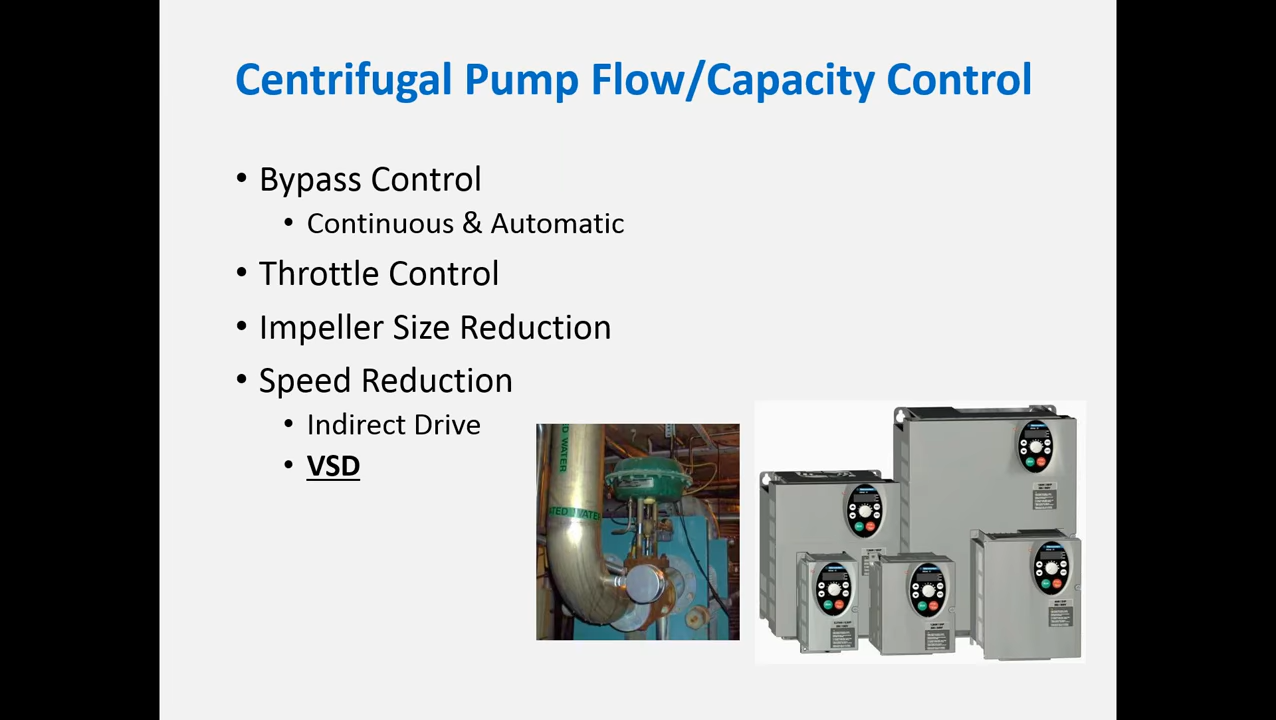 Centrifugal Pump Flow/Capacity Control
• Bypass Control
• Continuous & Automatic
• Throttle Control
• Impeller Size Reduction
• Speed Reduction
• Indirect Drive
• VSD
WATER